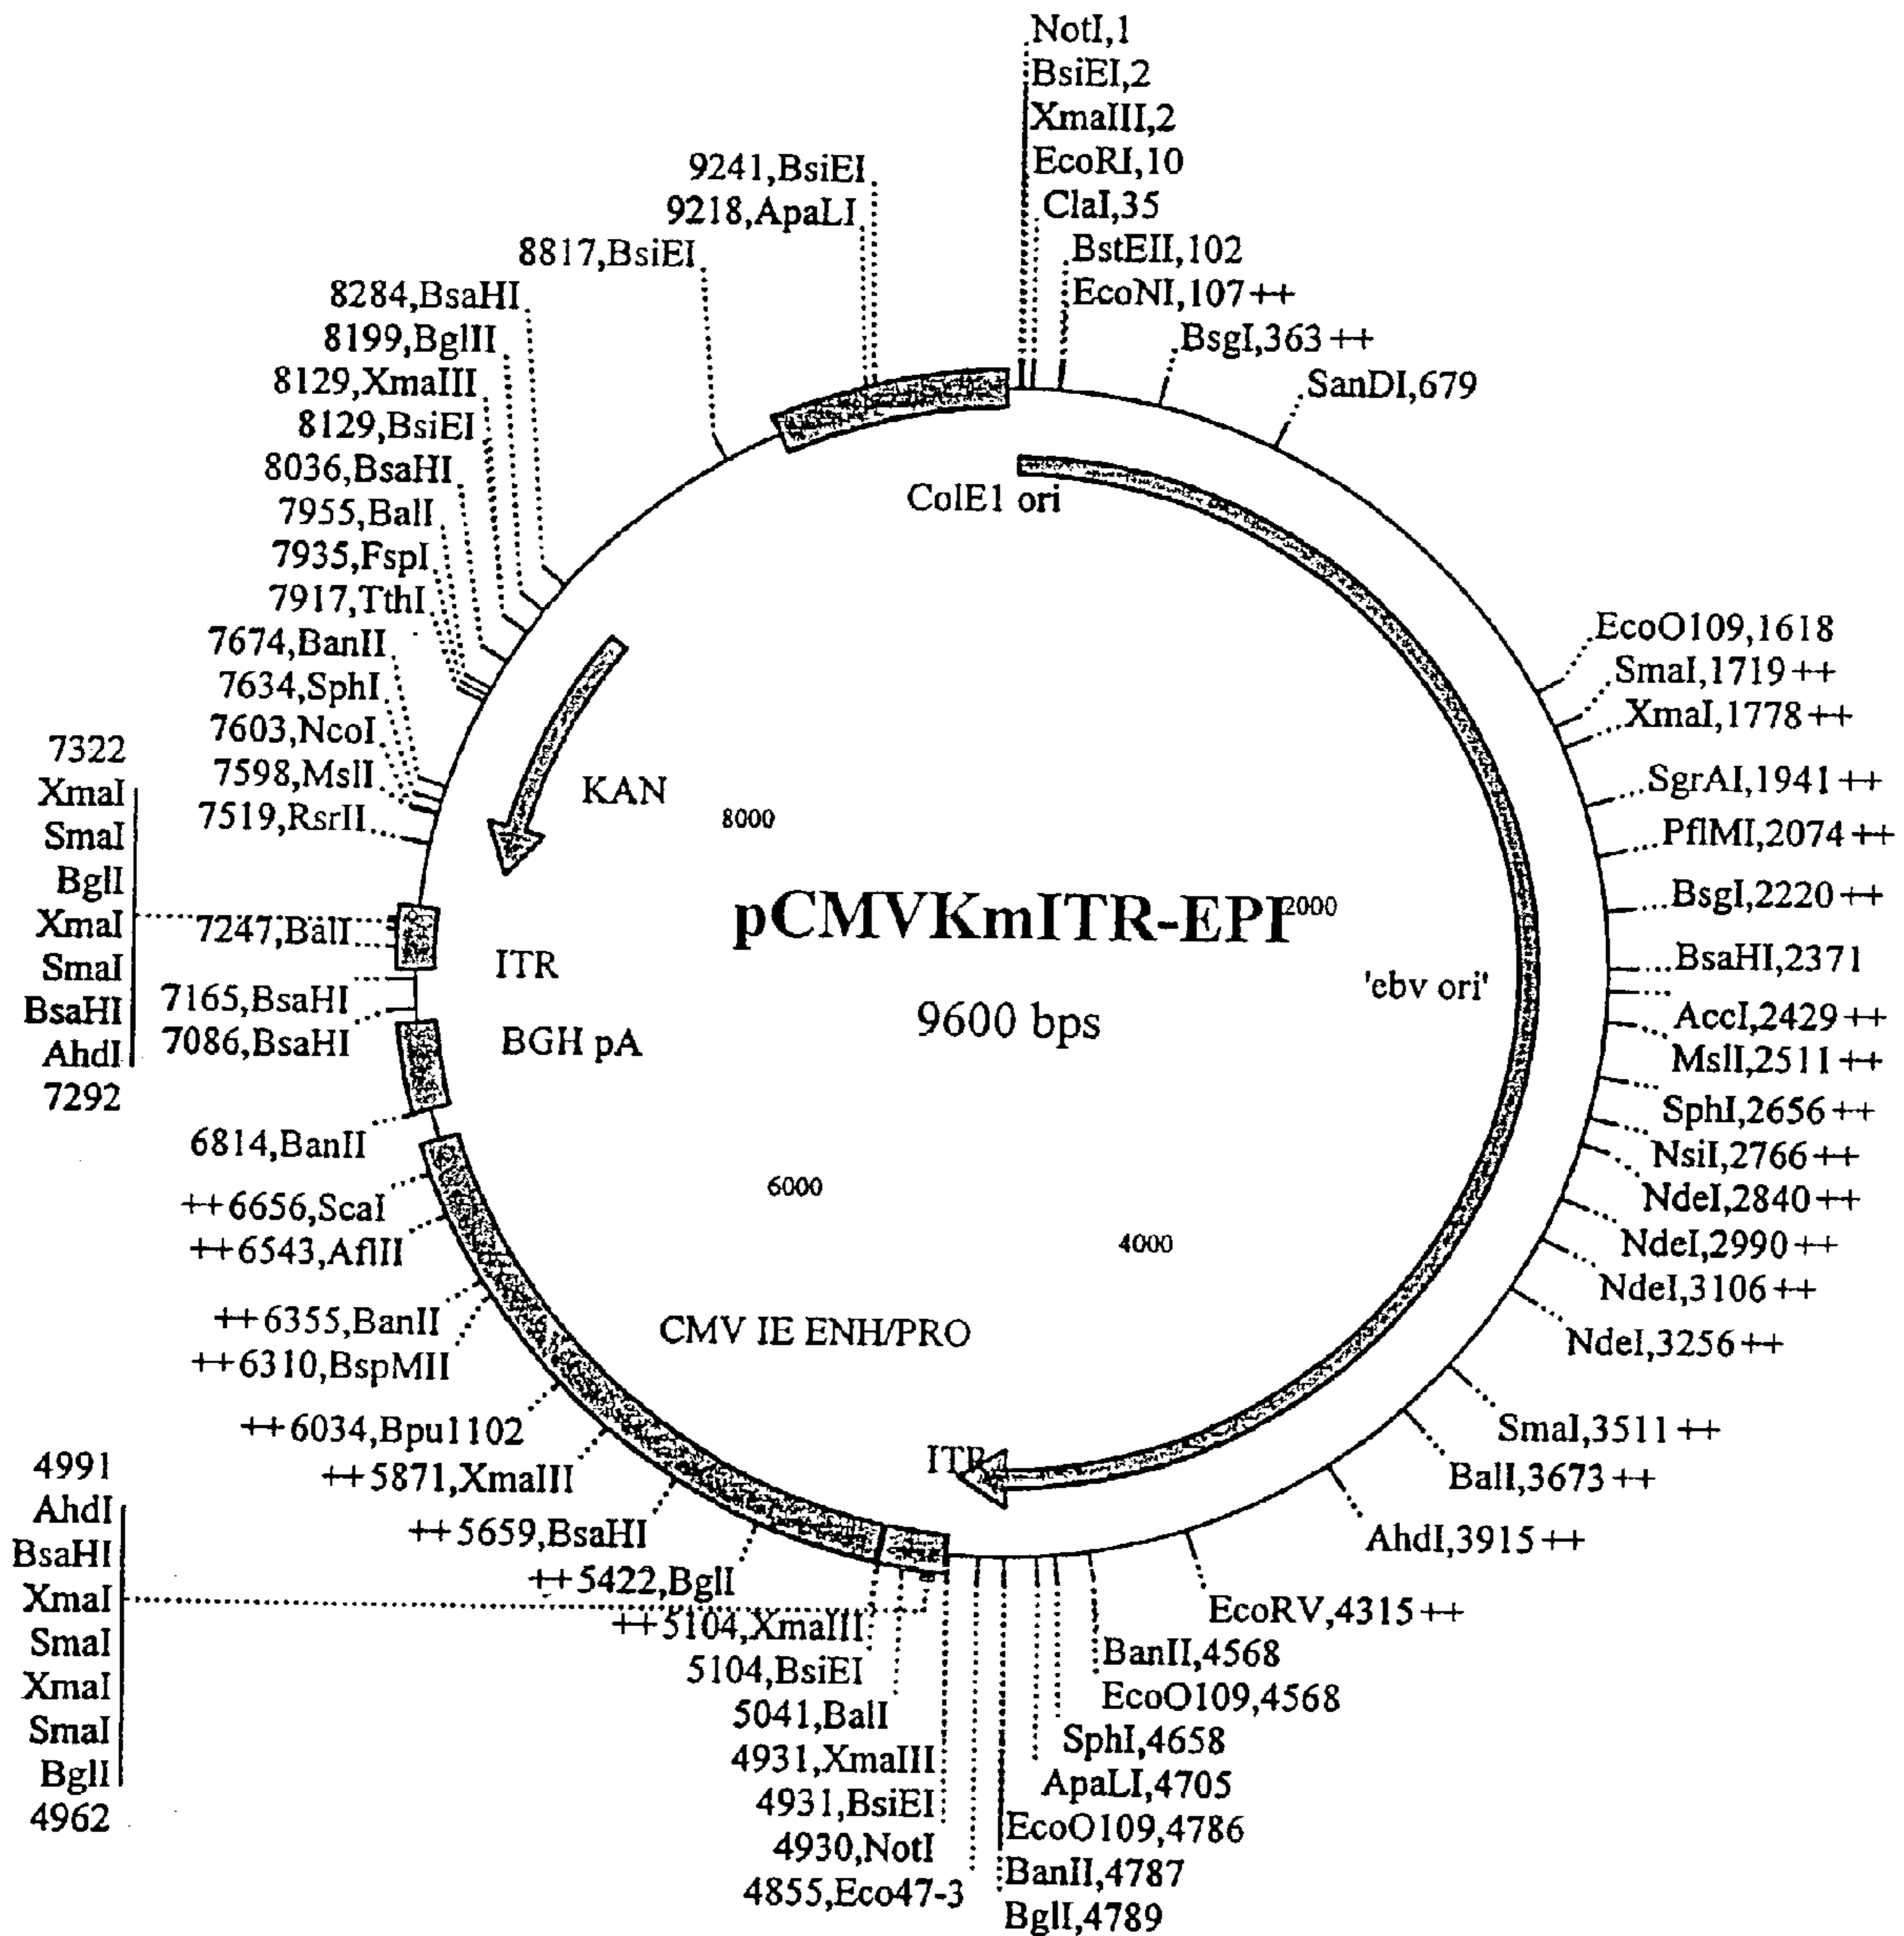 NotI,1
BsiEI,2
XmaIII,2
EcoRI,10
ClaI,35
BstEII,102
EcoNI,107++
BsgI,363++
SanDI,679
EcoO109,1618
SmaI,1719++
XmaI,1778++
SgrAI,1941++
PflMI,2074++
BsgI,2220++
BsaHI,2371
AccI,2429++
MslI,2511++
SphI,2656++
NsiI,2766++
NdeI,2840++
NdeI,2990++
NdeI,3106++
NdeI,3256++
SmaI,3511++
BalI,3673++
AhdI,3915++
EcoRV,4315++
BanII,4568
EcoO109,4568
SphI,4658
ApaLI,4705
EcoO109,4786
BanII,4787
BglI,4789
4855,Eco47-3
4930,NotI
4931,BsiEI
4931,XmaIII
5041,BalI
5104,BsiEI
++5104,XmaIII
++5422,BglI
++5659,BsaHI
++5871,XmaIII
++6034,Bpu1102
++6310,BspMII
++6355,BanII
++6543,AflII
++6656,ScaI
6814,BanII
7086,BsaHI
7165,BsaHI
7247,BalI
7519,RsrII
7598,MslI
7603,NcoI
7634,SphI
7674,BanII
7917,TthI
7935,FspI
7955,BalI
8036,BsaHI
8129,BsiEI
8129,XmaIII
8199,BglII
8284,BsaHI
8817,BsiEI
9218,ApaLI
9241,BsiEI
7322
XmaI
SmaI
BglI
XmaI
SmaI
BsaHI
AhdI
7292
4991
AhdI
BsaHI
XmaI
SmaI
XmaI
SmaI
BglI
4962
ColE1 ori
KAN
8000
pCMVKmITR-EPI
2000
9600 bps
'ebv ori'
ITR
BGH pA
6000
4000
CMV IE ENH/PRO
ITR